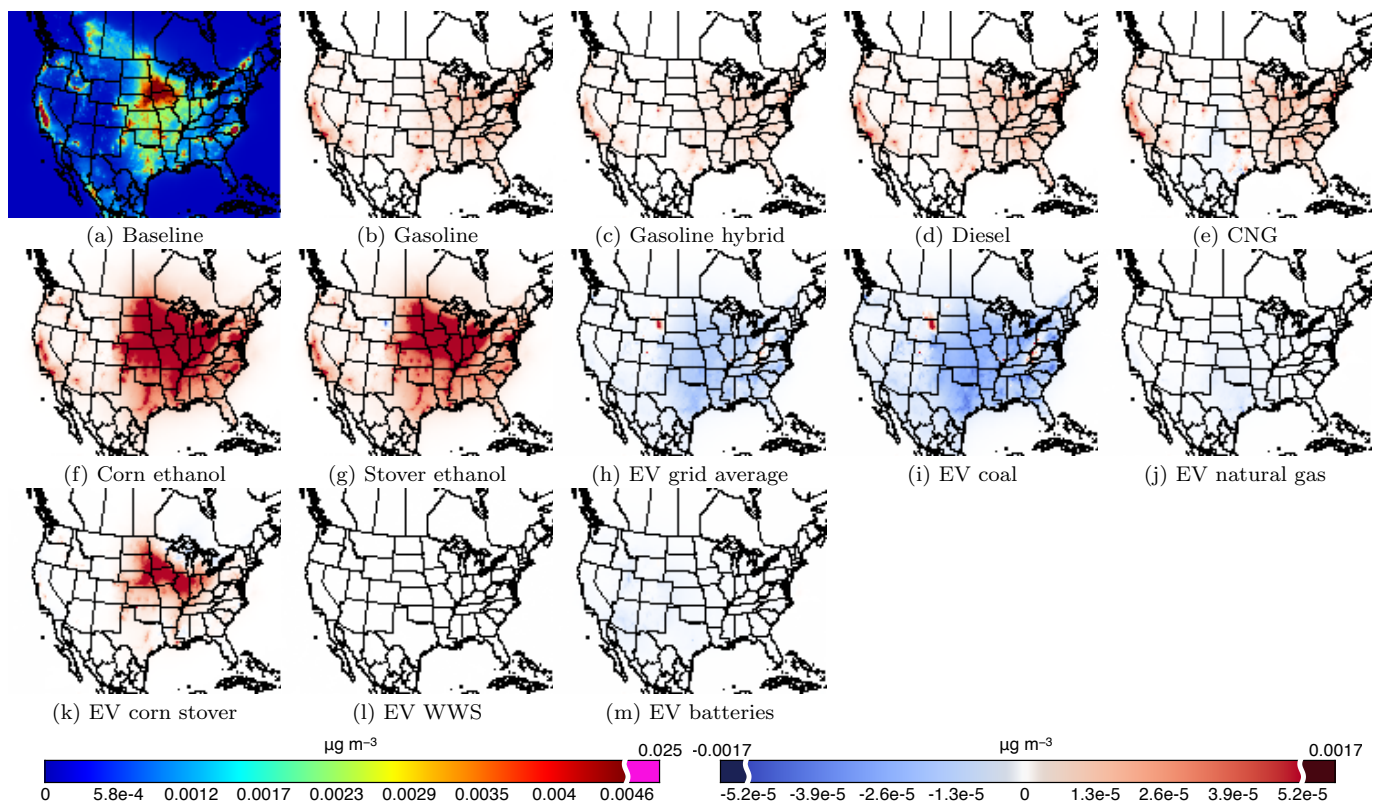 (a) Baseline (b) Gasoline (c) Gasoline hybrid (d) Diesel (e) CNG
(f) Corn ethanol (g) Stover ethanol (h) EV grid average (i) EV coal (j) EV natural gas
(k) EV corn stover (l) EV WWS (m) EV batteries
µg m⁻³ 0.025 -0.0017 µg m⁻³ 0.0017
0 5.8e-4 0.0012 0.0017 0.0023 0.0029 0.0035 0.004 0.0046 -5.2e-5 -3.9e-5 -2.6e-5 -1.3e-5 0 1.3e-5 2.6e-5 3.9e-5 5.2e-5